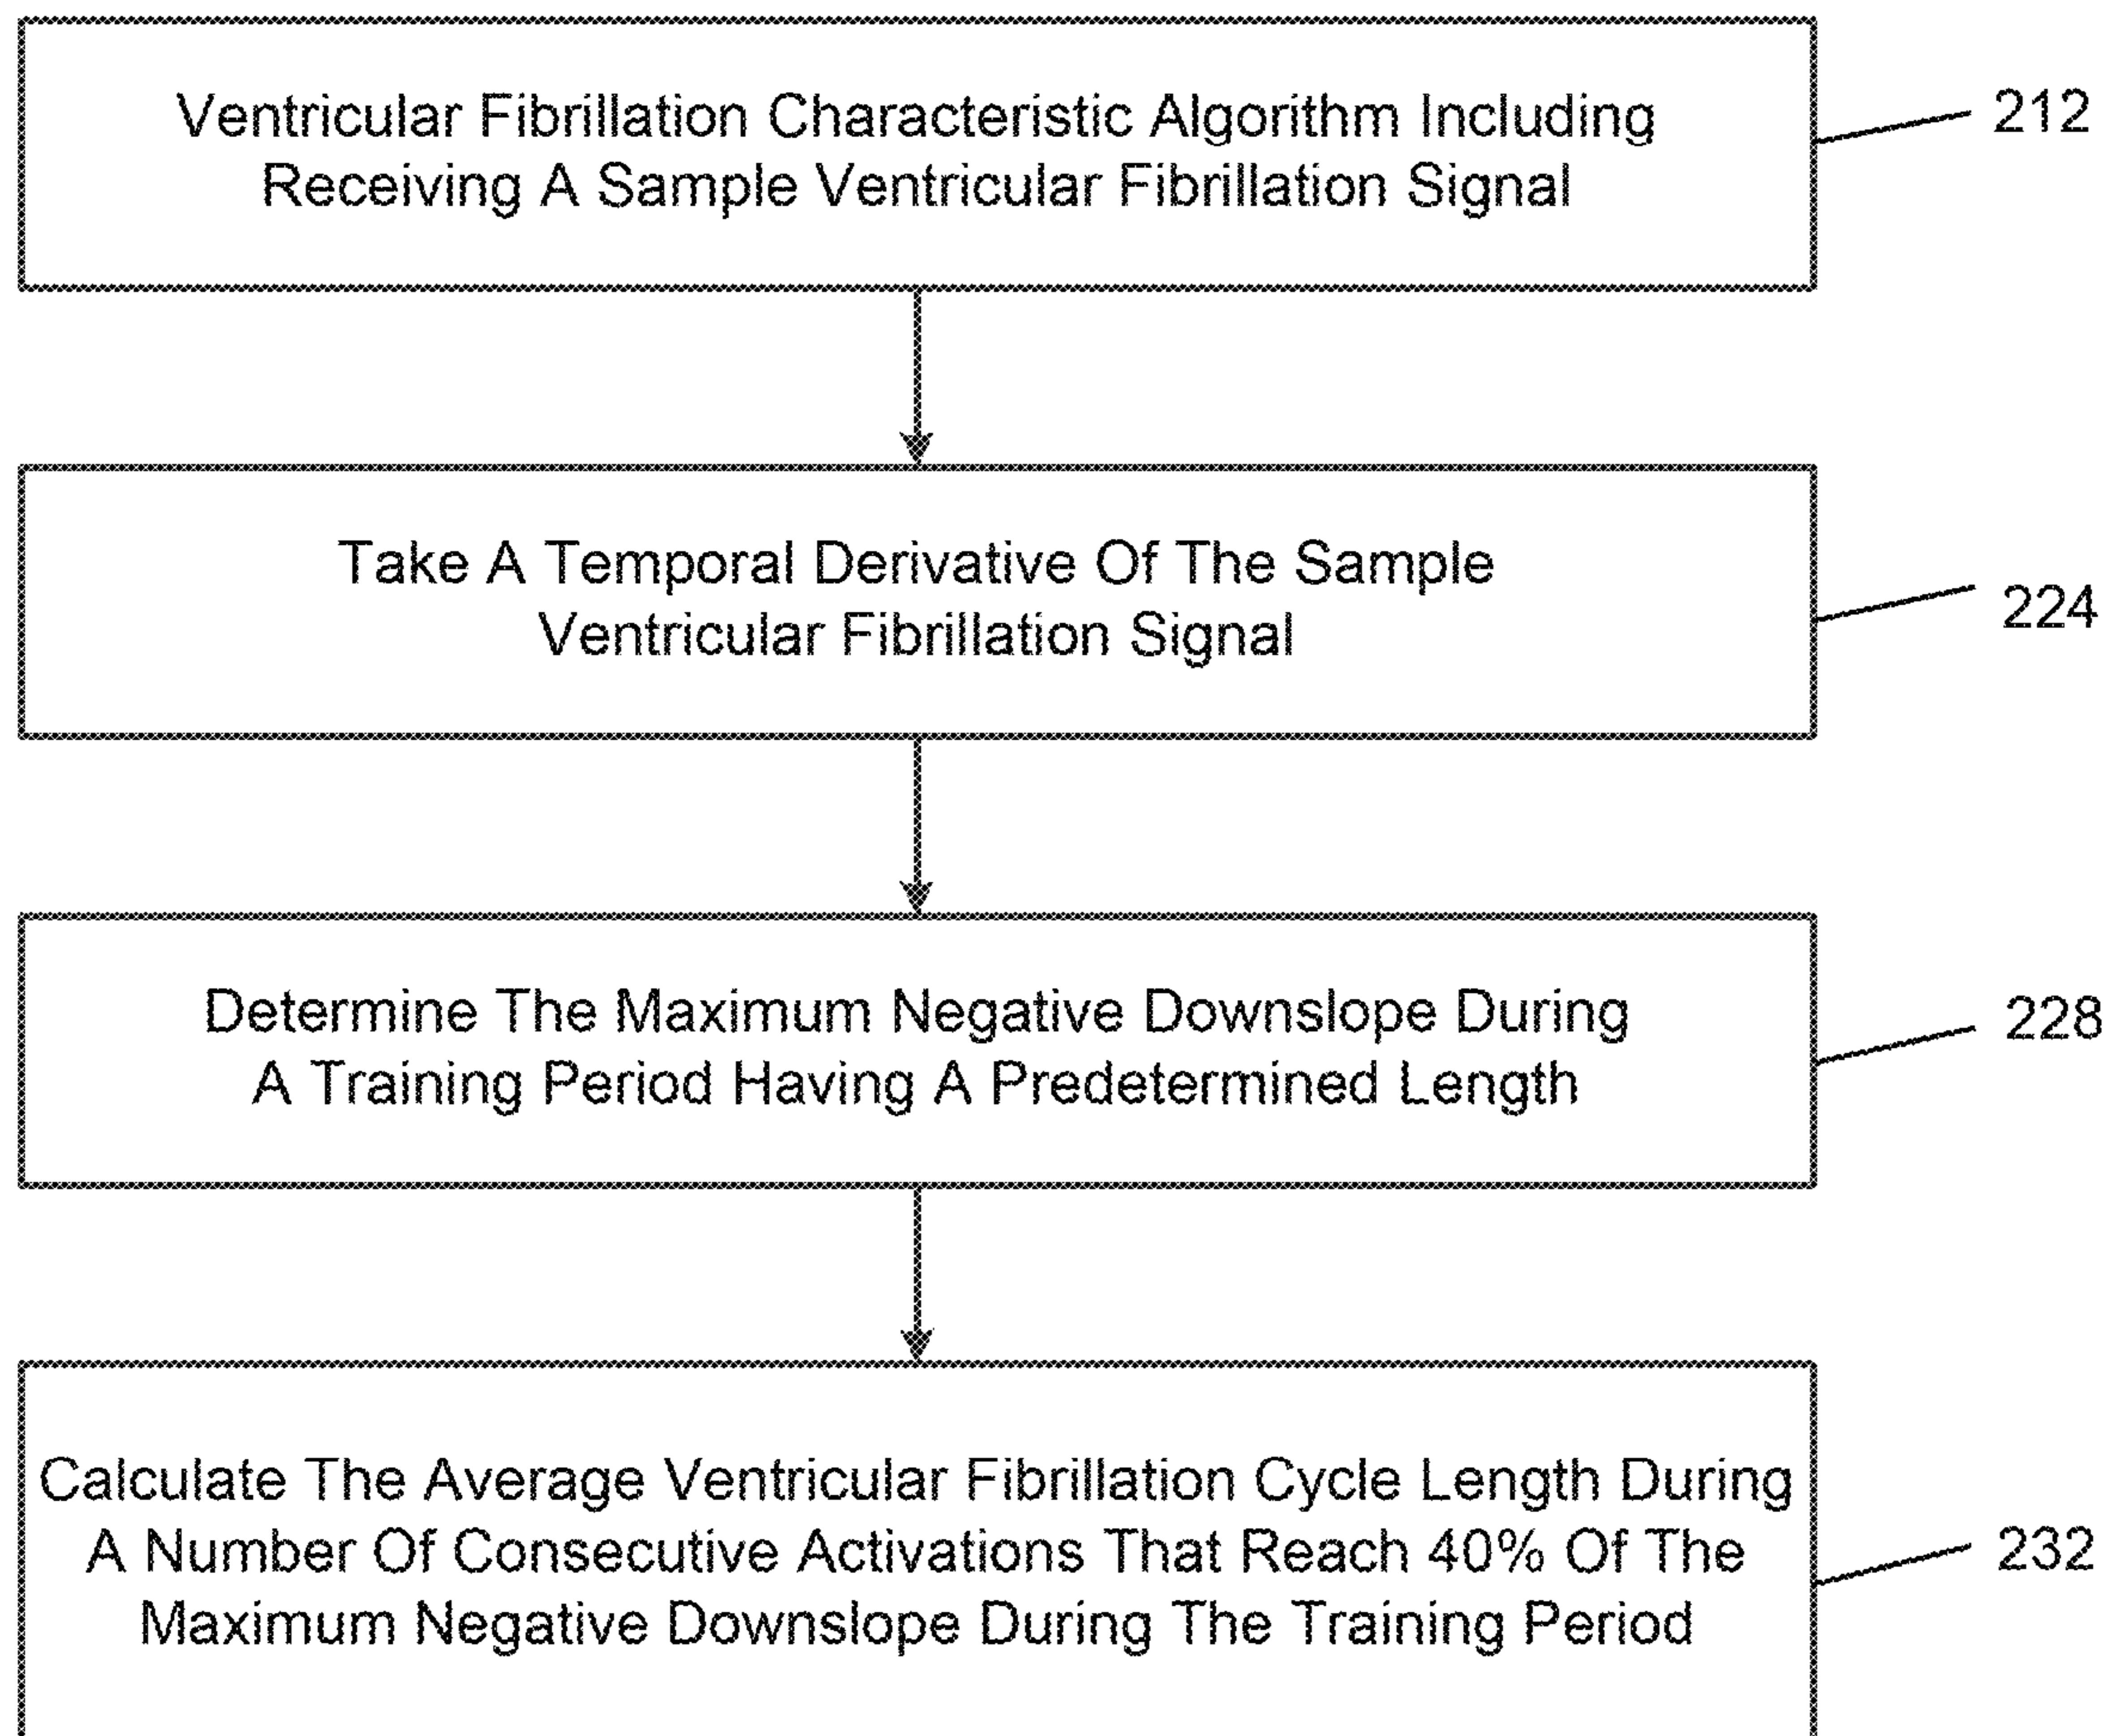 Ventricular Fibrillation Characteristic Algorithm Including
Receiving A Sample Ventricular Fibrillation Signal
212
Take A Temporal Derivative Of The Sample
Ventricular Fibrillation Signal
224
Determine The Maximum Negative Downslope During
A Training Period Having A Predetermined Length
228
Calculate The Average Ventricular Fibrillation Cycle Length During
A Number Of Consecutive Activations That Reach 40% Of The
Maximum Negative Downslope During The Training Period
232